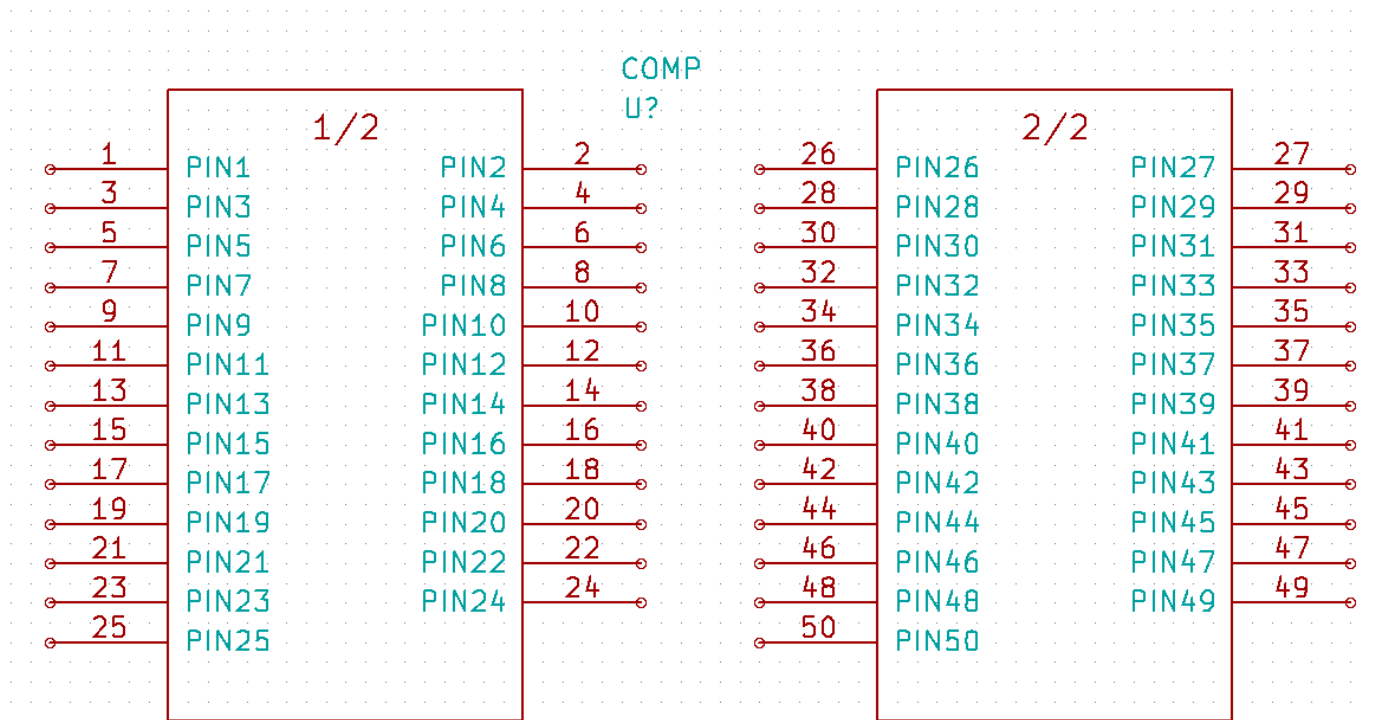 COMP
U?
1/2
1 PIN1 PIN2 2
3 PIN3 PIN4 4
5 PIN5 PIN6 6
7 PIN7 PIN8 8
9 PIN9 PIN10 10
11 PIN11 PIN12 12
13 PIN13 PIN14 14
15 PIN15 PIN16 16
17 PIN17 PIN18 18
19 PIN19 PIN20 20
21 PIN21 PIN22 22
23 PIN23 PIN24 24
25 PIN25
2/2
26 PIN26 PIN27 27
28 PIN28 PIN29 29
30 PIN30 PIN31 31
32 PIN32 PIN33 33
34 PIN34 PIN35 35
36 PIN36 PIN37 37
38 PIN38 PIN39 39
40 PIN40 PIN41 41
42 PIN42 PIN43 43
44 PIN44 PIN45 45
46 PIN46 PIN47 47
48 PIN48 PIN49 49
50 PIN50